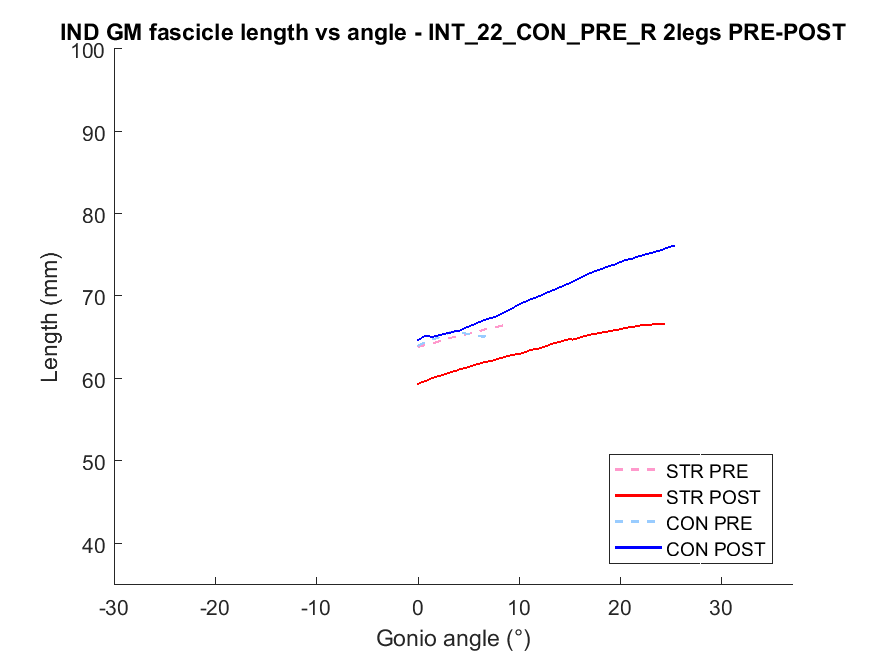 IND GM fascicle length vs angle - INT_22_CON_PRE_R 2legs PRE-POST
100
90
80
70
60
50
40
Length (mm)
-30
-20
-10
0
10
20
30
Gonio angle (°)
STR PRE
STR POST
CON PRE
CON POST